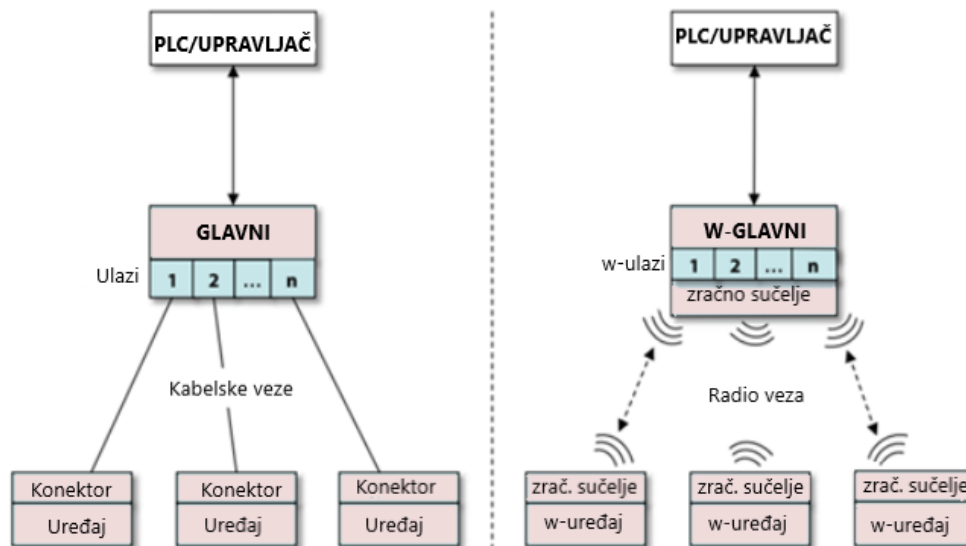 PLC/UPRAVLJAČ
GLAVNI
Ulazi
1 2 ... n
Kabelske veze
Konektor Konektor Konektor
Uređaj Uređaj Uređaj
PLC/UPRAVLJAČ
W-GLAVNI
w-ulazi
1 2 ... n
zračno sučelje
Radio veza
zrač. sučelje zrač. sučelje zrač. sučelje
w-uređaj w-uređaj w-uređaj